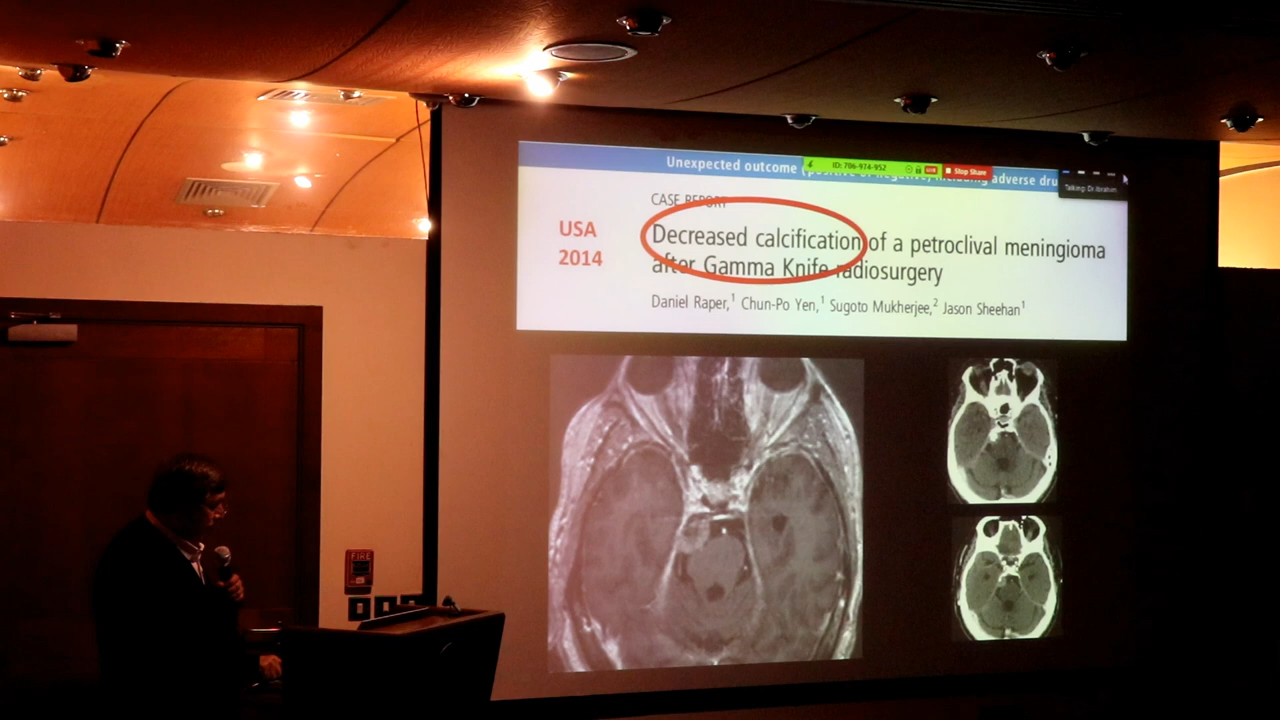 Unexpected outcome (positive or negative) including adverse dru
ID: 706-974-952
Stop Share
Talking: Dr Ibrahim
CASE REPORT
USA
2014
Decreased calcification of a petroclival meningioma
after Gamma Knife radiosurgery
Daniel Raper,¹ Chun-Po Yen,¹ Sugoto Mukherjee,² Jason Sheehan¹
FIRE